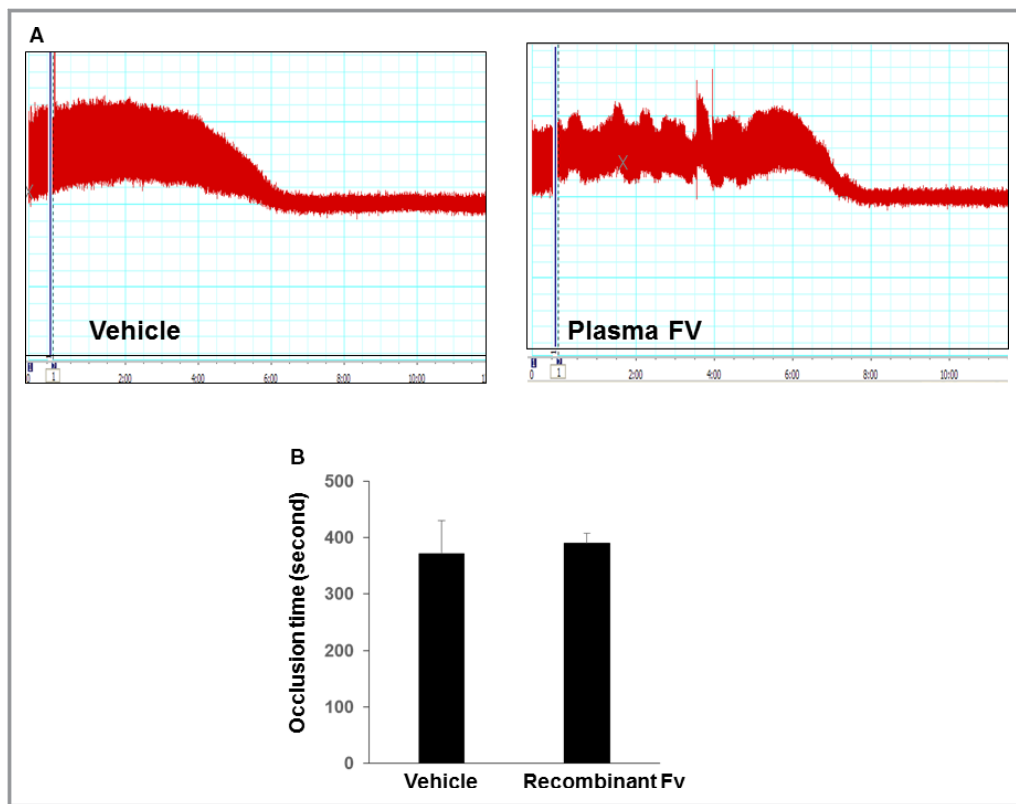 A
Vehicle
0 1 2:00 4:00 6:00 8:00 10:00 1
Plasma FV
0 1 2:00 4:00 6:00 8:00 10:00
B
Occlusion time (second)
500
400
300
200
100
0
Vehicle Recombinant Fv